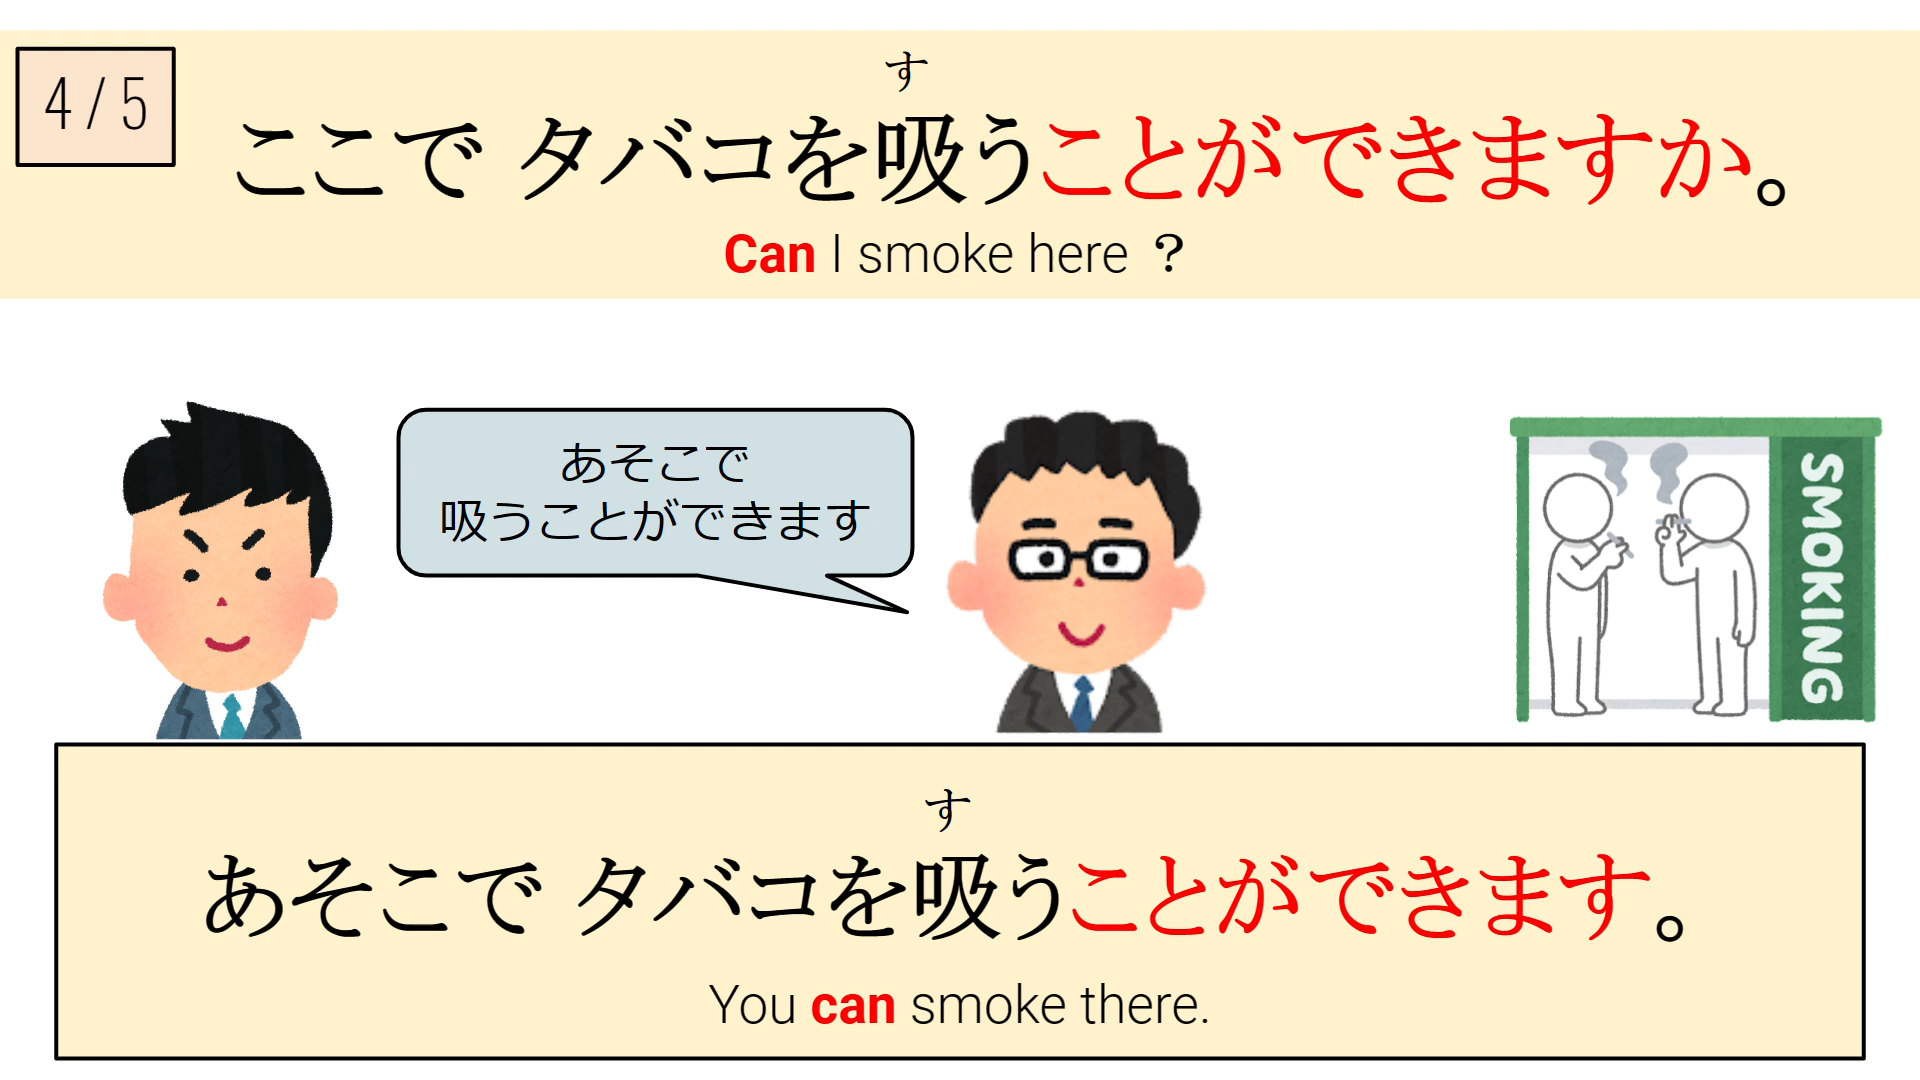 4 / 5
す
ここで タバコを吸うことができますか。
Can I smoke here ？
あそこで
吸うことができます
SMOKING
す
あそこで タバコを吸うことができます。
You can smoke there.